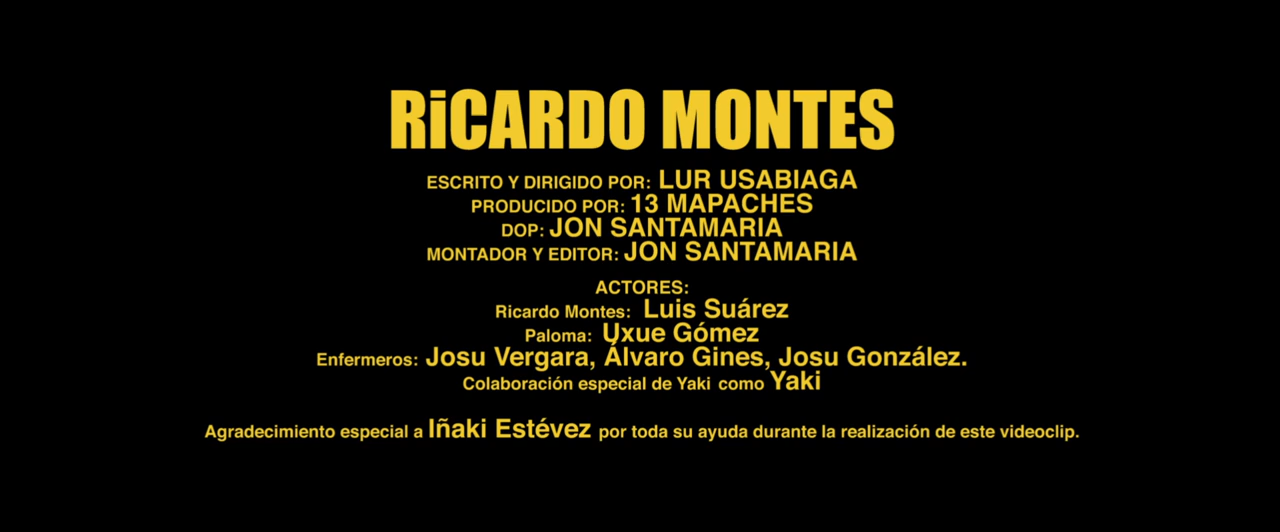 RiCARDO MONTES
ESCRITO Y DIRIGIDO POR: LUR USABIAGA
PRODUCIDO POR: 13 MAPACHES
DOP: JON SANTAMARIA
MONTADOR Y EDITOR: JON SANTAMARIA
ACTORES:
Ricardo Montes: Luis Suárez
Paloma: Uxue Gómez
Enfermeros: Josu Vergara, Álvaro Gines, Josu González.
Colaboración especial de Yaki como Yaki
Agradecimiento especial a Iñaki Estévez por toda su ayuda durante la realización de este videoclip.